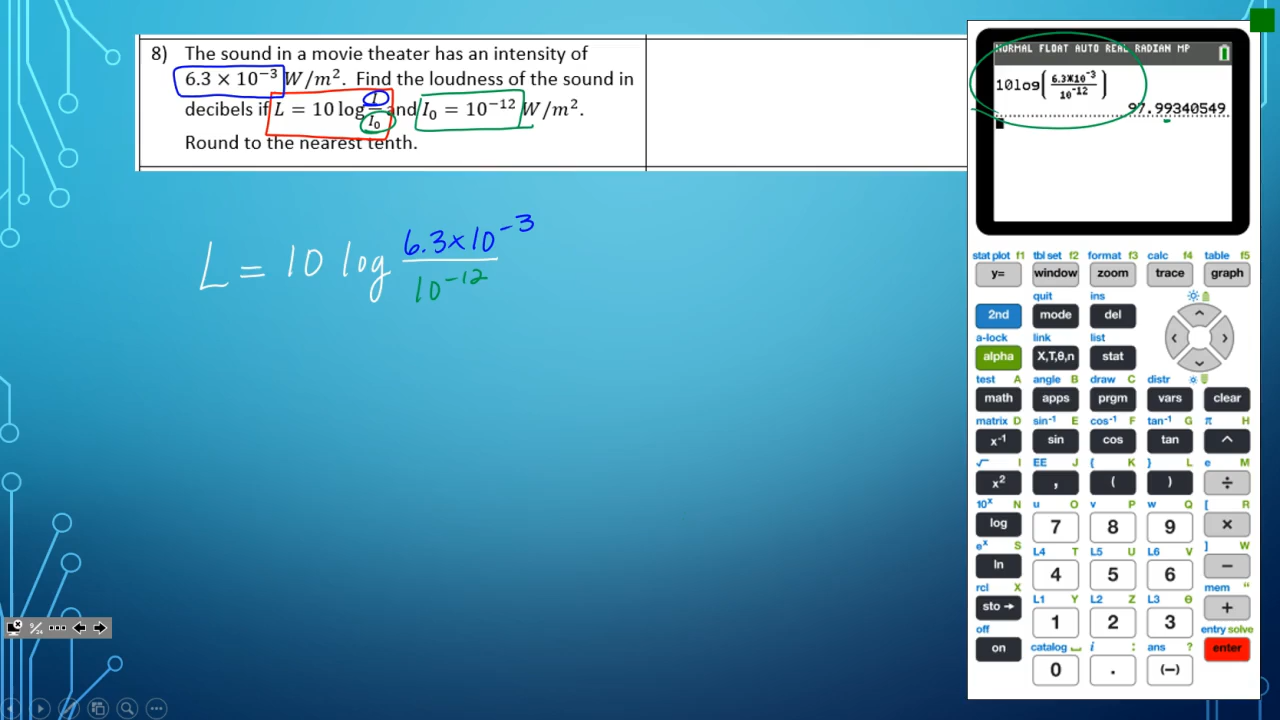 8) The sound in a movie theater has an intensity of
6.3 × 10⁻³ W/m². Find the loudness of the sound in
decibels if L = 10 log I/I₀ and I₀ = 10⁻¹² W/m².
Round to the nearest tenth.
L = 10 log 6.3×10⁻³/10⁻¹²
NORMAL FLOAT AUTO REAL RADIAN MP
10log(6.3×10⁻³/10⁻¹²)
97.99340549
stat plot f1 tbl set f2 format f3 calc f4 table f5
y= window zoom trace graph
quit ins
2nd mode del
a-lock link list
alpha X,T,θ,n stat
test A angle B draw C distr
math apps prgm vars clear
matrix D sin⁻¹ E cos⁻¹ F tan⁻¹ G π H
x⁻¹ sin cos tan ^
√ I EE J { K } L e M
x² , ( ) ÷
10ˣ N u O v P w Q [ R
log 7 8 9 ×
eˣ S L4 T L5 U L6 V ] W
ln 4 5 6 −
rcl X L1 Y L2 Z L3 θ mem "
sto → 1 2 3 +
off catalog i : ans ? entry solve
on 0 . (−) enter
9/24